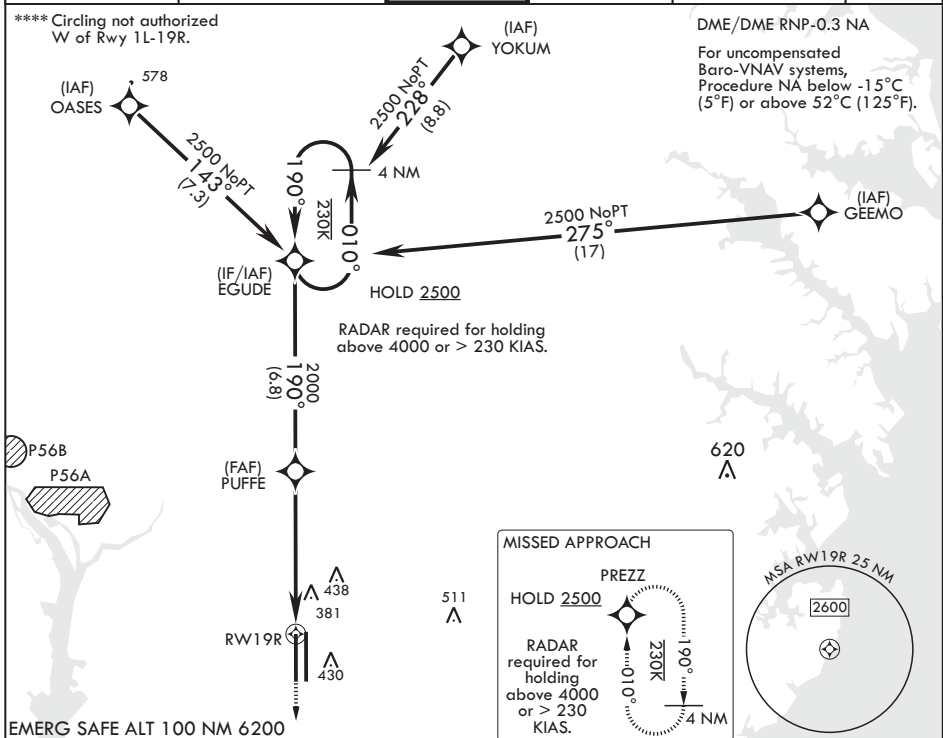 **** Circling not authorized
W of Rwy 1L-19R.
(IAF)
YOKUM
DME/DME RNP-0.3 NA
For uncompensated
Baro-VNAV systems,
Procedure NA below -15°C
(5°F) or above 52°C (125°F).
578
(IAF)
OASES
2500 NoPT
228°
(8.8)
2500 NoPT
143°
(7.3)
190°
230K
010°
4 NM
(IAF)
GEEMO
2500 NoPT
275°
(17)
(IF/IAF)
EGUDE
HOLD 2500
RADAR required for holding
above 4000 or > 230 KIAS.
2000
190°
(6.8)
P56B
P56A
(FAF)
PUFFE
620
438
381
511
RW19R
430
MISSED APPROACH
PREZZ
HOLD 2500
RADAR
required for
holding
above 4000
or > 230
KIAS.
010°
230K
190°
4 NM
MSA RW19R 25 NM
2600
EMERG SAFE ALT 100 NM 6200